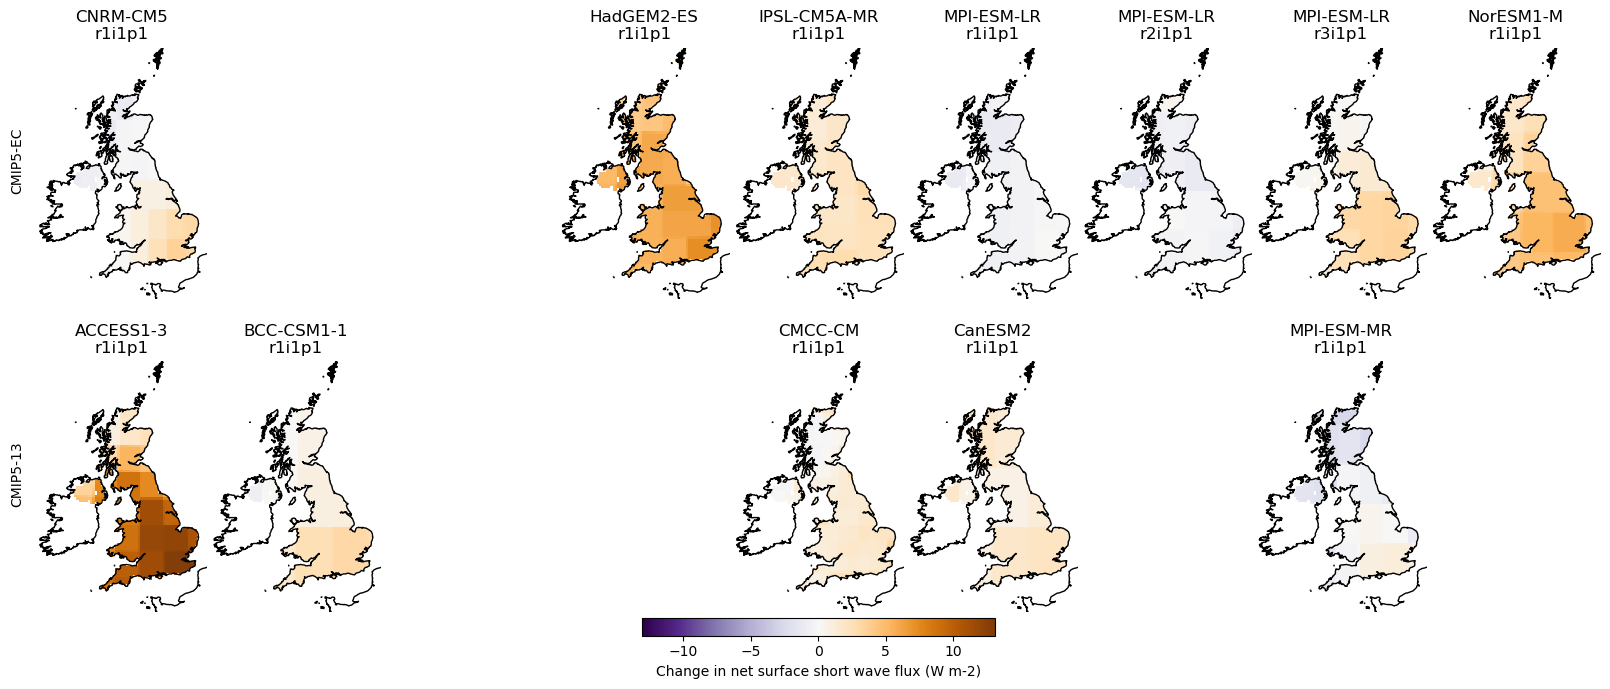 CNRM-CM5
r1i1p1
HadGEM2-ES
r1i1p1
IPSL-CM5A-MR
r1i1p1
MPI-ESM-LR
r1i1p1
MPI-ESM-LR
r2i1p1
MPI-ESM-LR
r3i1p1
NorESM1-M
r1i1p1
CMIP5-EC
ACCESS1-3
r1i1p1
BCC-CSM1-1
r1i1p1
CMCC-CM
r1i1p1
CanESM2
r1i1p1
MPI-ESM-MR
r1i1p1
CMIP5-13
−10 −5 0 5 10
Change in net surface short wave flux (W m-2)